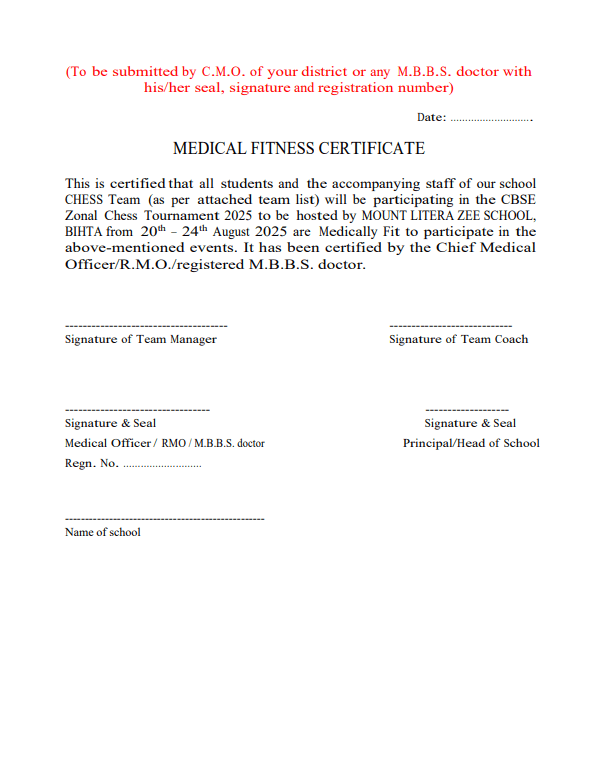 (To be submitted by C.M.O. of your district or any M.B.B.S. doctor with
his/her seal, signature and registration number)
Date: ............................
MEDICAL FITNESS CERTIFICATE
This is certified that all students and the accompanying staff of our school
CHESS Team (as per attached team list) will be participating in the CBSE
Zonal Chess Tournament 2025 to be hosted by MOUNT LITERA ZEE SCHOOL,
BIHTA from 20th – 24th August 2025 are Medically Fit to participate in the
above-mentioned events. It has been certified by the Chief Medical
Officer/R.M.O./registered M.B.B.S. doctor.
------------------------------------- ----------------------------
Signature of Team Manager Signature of Team Coach
--------------------------------- -------------------
Signature & Seal Signature & Seal
Medical Officer / RMO / M.B.B.S. doctor Principal/Head of School
Regn. No. ...........................
----------------------------------------------
Name of school